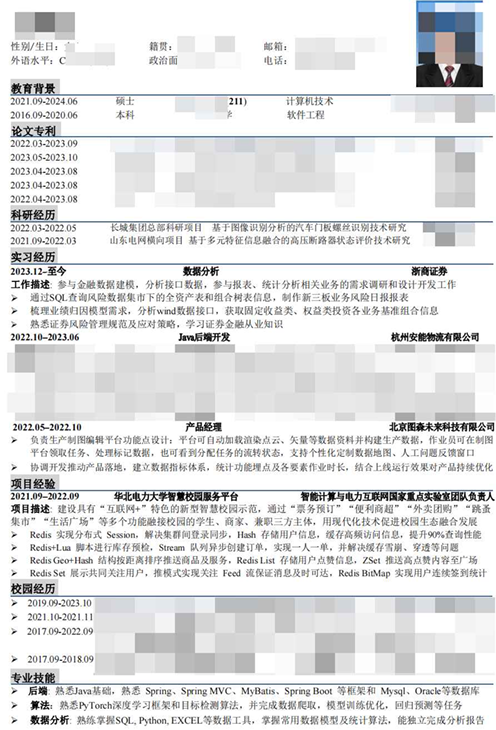 性别/生日：
籍贯：
邮箱：
外语水平：C
政治面
电话：
教育背景
2021.09-2024.06 硕士 211) 计算机技术
2016.09-2020.06 本科 软件工程
论文专利
2022.03-2023.09
2023.05-2023.10
2023.04-2023.08
2023.04-2023.08
2022.04-2023.08
科研经历
2022.03-2022.05 长城集团总部科研项目 基于图像识别分析的汽车门板螺丝识别技术研究
2021.09-2022.03 山东电网横向项目 基于多元特征信息融合的高压断路器状态评价技术研究
实习经历
2023.12-至今 数据分析 浙商证券
工作描述: 参与金融数据建模，分析接口数据，参与报表、统计分析相关业务的需求调研和设计开发工作
➢ 通过SQL查询风险数据集市下的全资产表和组合树表信息，制作新三板业务风险日报报表
➢ 梳理业绩归因模型需求，分析wind数据接口，获取固定收益类、权益类投资各业务基准组合信息
➢ 熟悉证券风险管理规范及应对策略，学习证券金融从业知识
2022.10-2023.06 Java后端开发 杭州安能物流有限公司
2022.05-2022.10 产品经理 北京图森未来科技有限公司
➢ 负责生产制图编辑平台功能点设计：平台可自动加载渲染点云、矢量等数据资料并构建生产数据，作业员可在制图
平台领取任务、处理标记数据，也可看到分配任务的流转状态，支持个性化定制数据地图、人工问题反馈窗口
➢ 协调开发推动产品落地，建立数据指标体系，统计功能埋点及各要素作业时长，结合上线运行效果对产品持续优化
项目经验
2021.09-2022.09 华北电力大学智慧校园服务平台 智能计算与电力互联网国家重点实验室团队负责人
项目描述: 建设具有“互联网+”特色的新型智慧校园示范，通过“票务预订”“便利商超”“外卖团购”“跳蚤
集市”“生活广场”等多个功能融接校园的学生、商家、兼职三方主体，用现代化技术促进校园生态融合发展
➢ Redis 实现分布式 Session，解决集群间登录同步，Hash 存储用户信息，缓存高频访问信息，提升90%查询性能
➢ Redis+Lua 脚本进行库存预检，Stream 队列异步创建订单，实现一人一单，并解决缓存雪崩、穿透等问题
➢ Redis Geo+Hash 结构按距离排序推送商品及服务，Redis List 存储用户点赞信息，ZSet 推送高点赞内容至广场
➢ Redis Set 展示共同关注用户，推模式实现关注 Feed 流保证消息及时可达，Redis BitMap 实现用户连续签到统计
校园经历
➢ 2019.09-2023.10
➢ 2021.10-2021.11
➢ 2017.09-2022.09
➢ 2017.09-2018.09
专业技能
➢ 后端: 熟悉Java基础，熟悉 Spring、Spring MVC、MyBatis、Spring Boot 等框架和 Mysql、Oracle等数据库
➢ 算法: 熟悉PyTorch深度学习框架和目标检测算法，并完成数据爬取，模型训练优化，回归预测等任务
➢ 数据分析: 熟练掌握SQL, Python, EXCEL等数据工具，掌握常用数据模型及统计算法，能独立完成分析报告